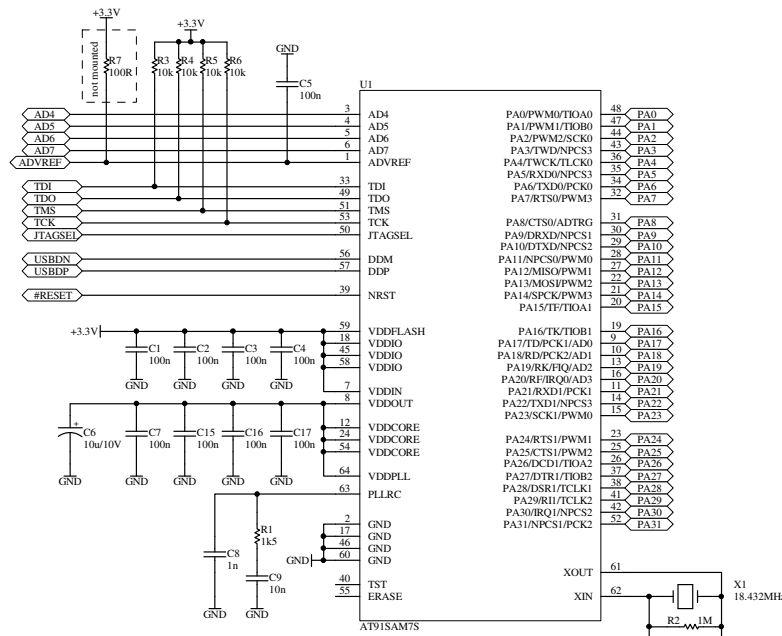 +3.3V
+3.3V
not mounted
R7
100R
R3
10k
R4
10k
R5
10k
R6
10k
GND
C5
100n
U1
AD4 3 AD4
AD5 4 AD5
AD6 5 AD6
AD7 6 AD7
ADVREF 1 ADVREF
TDI 33 TDI
TDO 49 TDO
TMS 51 TMS
TCK 53 TCK
JTAGSEL 50 JTAGSEL
USBDN 56 DDM
USBDP 57 DDP
#RESET 39 NRST
+3.3V 59 VDDFLASH
18 VDDIO
45 VDDIO
58 VDDIO
7 VDDIN
8 VDDOUT
12 VDDCORE
24 VDDCORE
54 VDDCORE
64 VDDPLL
63 PLLRC
2 GND
17 GND
46 GND
GND 60 GND
40 TST
55 ERASE
C1
100n
GND
C2
100n
GND
C3
100n
GND
C4
100n
GND
+
C6
10u/10V
GND
C7
100n
GND
C15
100n
GND
C16
100n
GND
C17
100n
GND
R1
1k5
C8
1n
GND
C9
10n
GND
PA0/PWM0/TIOA0 48 PA0
PA1/PWM1/TIOB0 47 PA1
PA2/PWM2/SCK0 44 PA2
PA3/TWD/NPCS3 43 PA3
PA4/TWCK/TLCK0 36 PA4
PA5/RXD0/NPCS3 35 PA5
PA6/TXD0/PCK0 34 PA6
PA7/RTS0/PWM3 32 PA7
PA8/CTS0/ADTRG 31 PA8
PA9/DRXD/NPCS1 30 PA9
PA10/DTXD/NPCS2 29 PA10
PA11/NPCS0/PWM0 28 PA11
PA12/MISO/PWM1 27 PA12
PA13/MOSI/PWM2 22 PA13
PA14/SPCK/PWM3 21 PA14
PA15/TF/TIOA1 20 PA15
PA16/TK/TIOB1 19 PA16
PA17/TD/PCK1/AD0 9 PA17
PA18/RD/PCK2/AD1 10 PA18
PA19/RK/FIQ/AD2 13 PA19
PA20/RF/IRQ0/AD3 16 PA20
PA21/RXD1/PCK1 11 PA21
PA22/TXD1/NPCS3 14 PA22
PA23/SCK1/PWM0 15 PA23
PA24/RTS1/PWM1 23 PA24
PA25/CTS1/PWM2 25 PA25
PA26/DCD1/TIOA2 26 PA26
PA27/DTR1/TIOB2 37 PA27
PA28/DSR1/TCLK1 38 PA28
PA29/RI1/TCLK2 41 PA29
PA30/IRQ1/NPCS2 42 PA30
PA31/NPCS1/PCK2 52 PA31
XOUT 61
XIN 62
X1
18.432MHz
R2 1M
AT91SAM7S